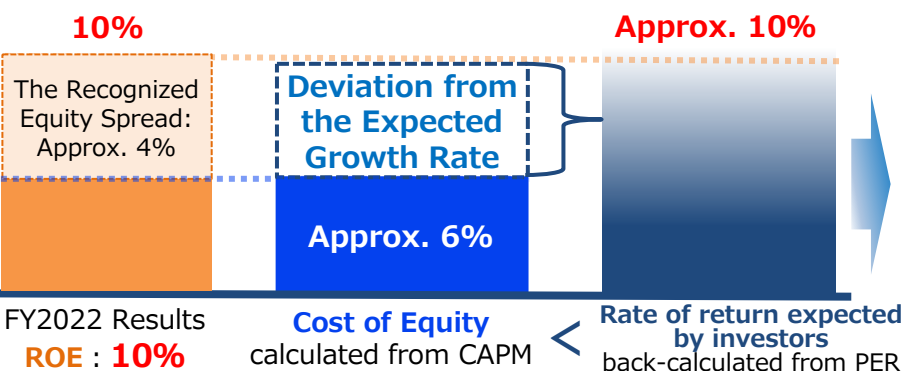 10%
Approx. 10%
The Recognized
Equity Spread:
Approx. 4%
Deviation from
the Expected
Growth Rate
Approx. 6%
FY2022 Results
ROE : 10%
Cost of Equity
calculated from CAPM
<
Rate of return expected
by investors
back-calculated from PER